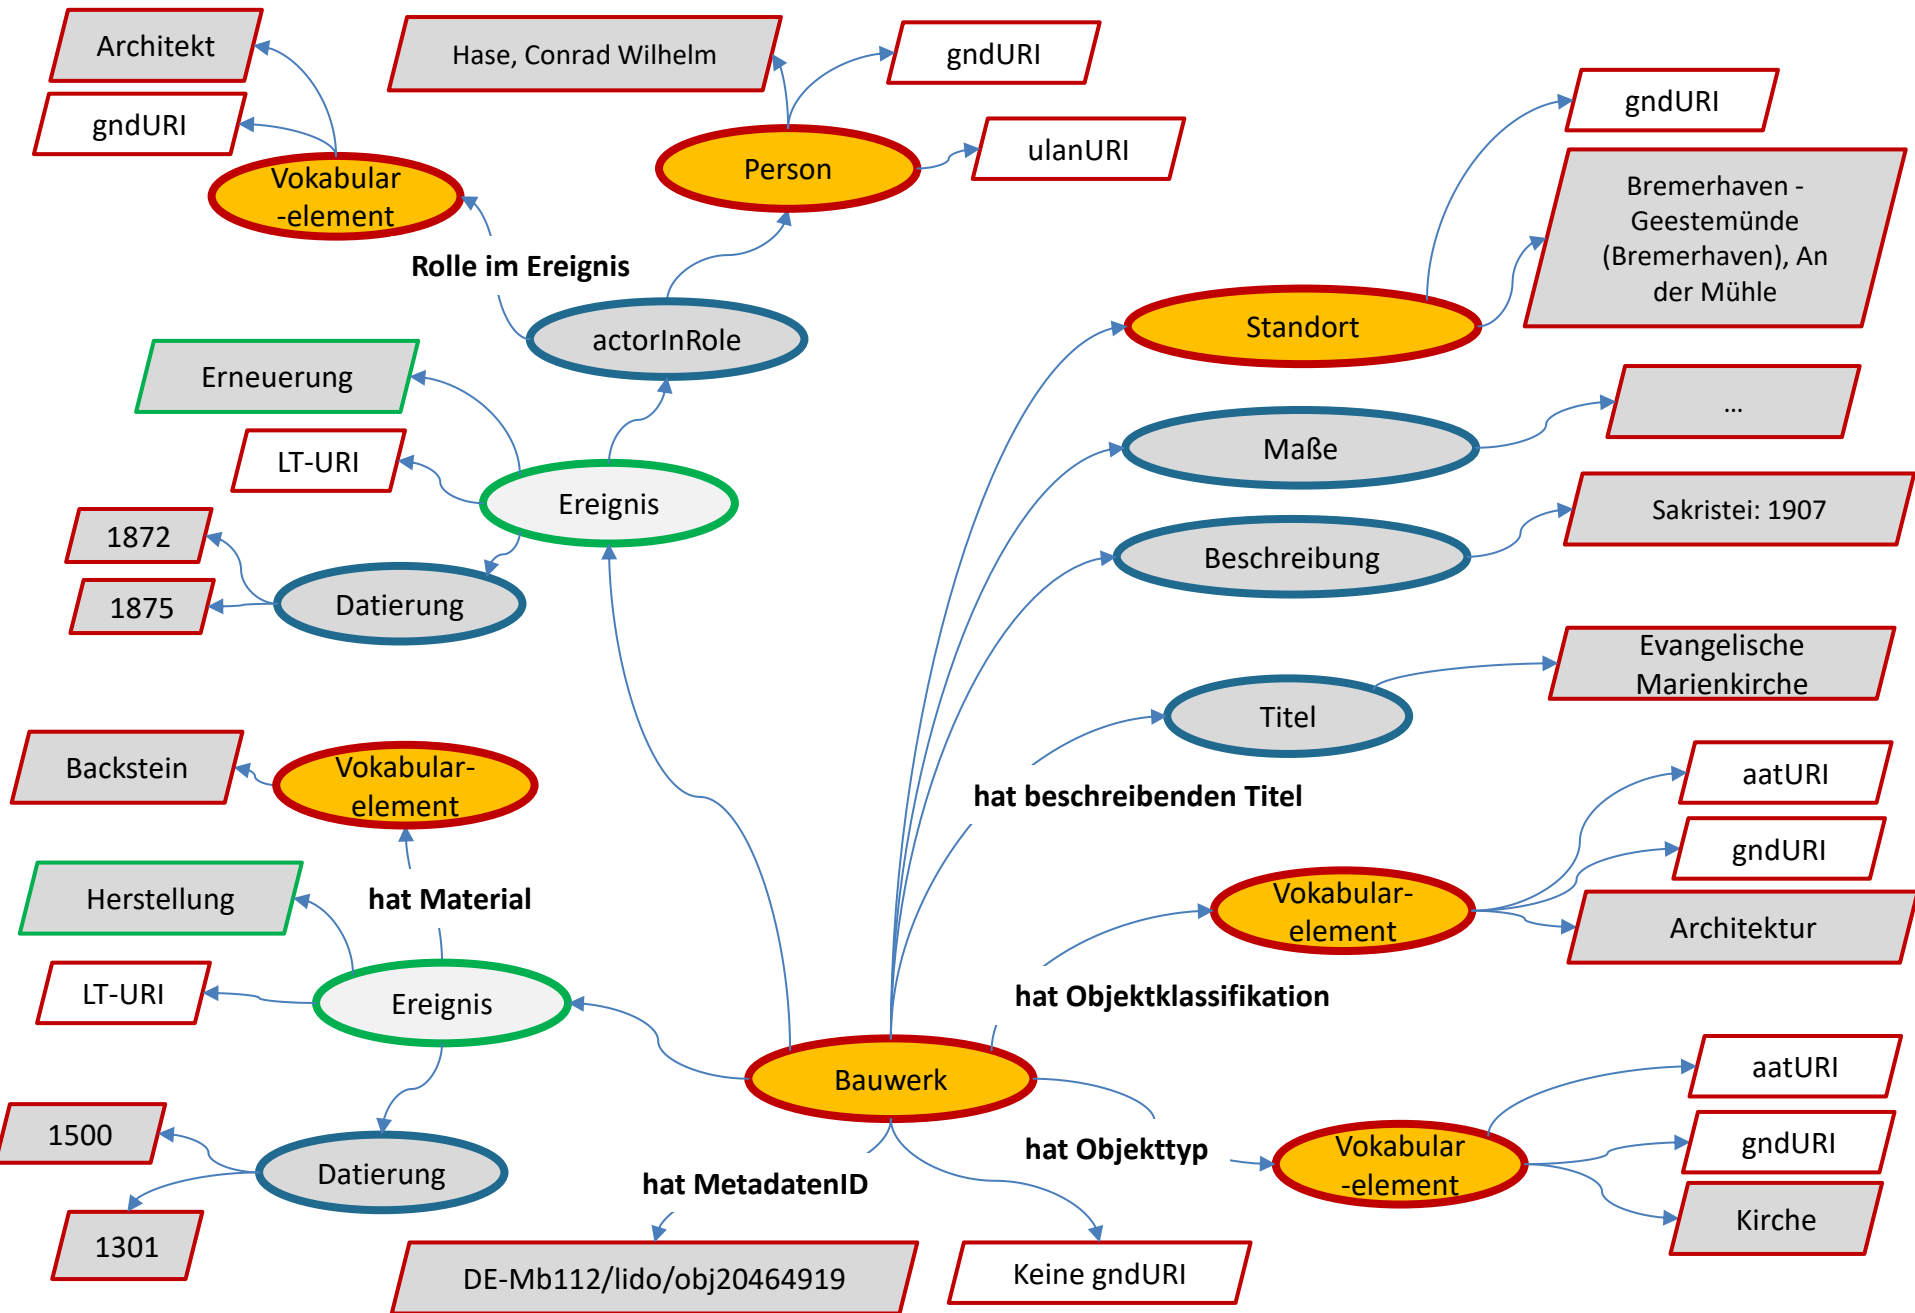 Architekt
gndURI
Vokabular
-element
Hase, Conrad Wilhelm
gndURI
ulanURI
Person
Rolle im Ereignis
actorInRole
gndURI
Bremerhaven -
Geestemünde
(Bremerhaven), An
der Mühle
Standort
Erneuerung
LT-URI
Ereignis
1872
1875
Datierung
Maße
...
Beschreibung
Sakristei: 1907
Titel
Evangelische
Marienkirche
hat beschreibenden Titel
Backstein
Vokabular-
element
hat Material
Herstellung
LT-URI
Ereignis
1500
1301
Datierung
aatURI
gndURI
Architektur
Vokabular-
element
hat Objektklassifikation
Bauwerk
hat Objekttyp
Vokabular
-element
aatURI
gndURI
Kirche
hat MetadatenID
DE-Mb112/lido/obj20464919
Keine gndURI